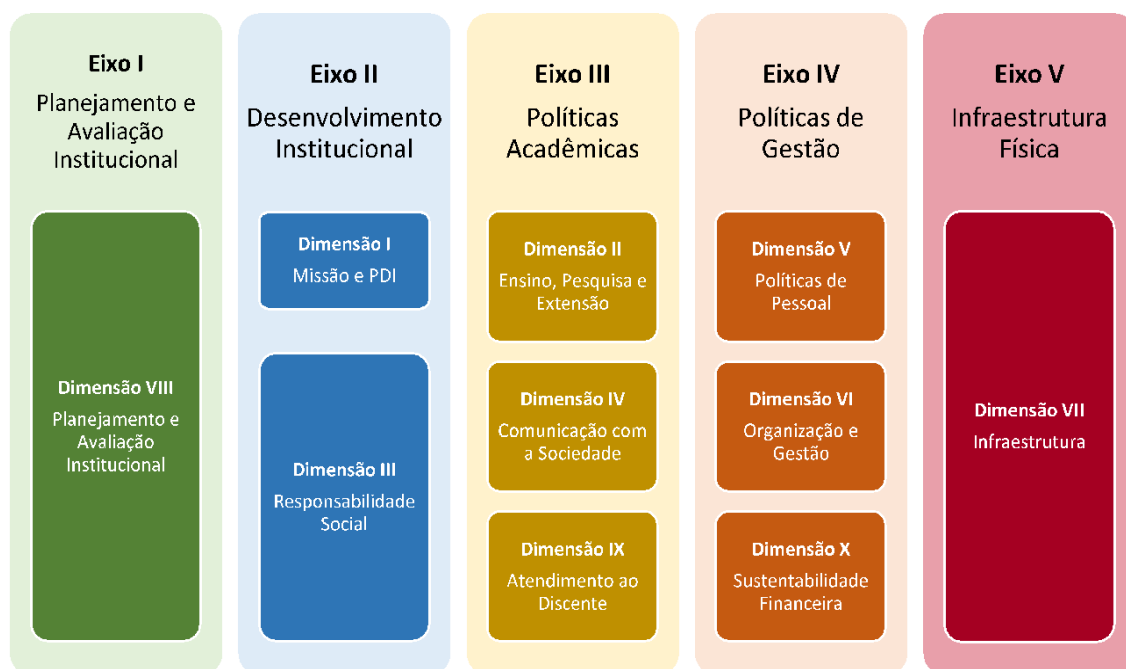 Eixo I
Planejamento e
Avaliação
Institucional
Dimensão VIII
Planejamento e
Avaliação
Institucional
Eixo II
Desenvolvimento
Institucional
Dimensão I
Missão e PDI
Dimensão III
Responsabilidade
Social
Eixo III
Políticas
Acadêmicas
Dimensão II
Ensino, Pesquisa e
Extensão
Dimensão IV
Comunicação com
a Sociedade
Dimensão IX
Atendimento ao
Discente
Eixo IV
Políticas de
Gestão
Dimensão V
Políticas de
Pessoal
Dimensão VI
Organização e
Gestão
Dimensão X
Sustentabilidade
Financeira
Eixo V
Infraestrutura
Física
Dimensão VII
Infraestrutura